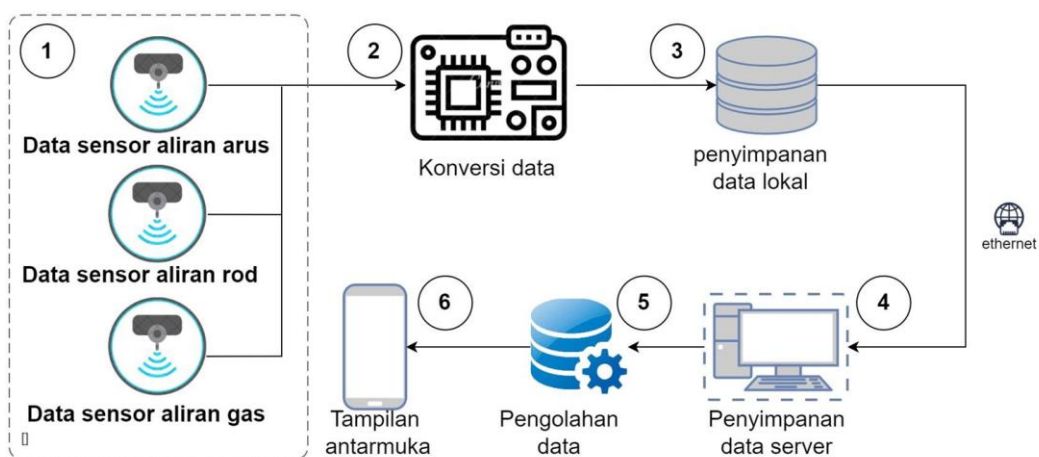 1
Data sensor aliran arus
Data sensor aliran rod
Data sensor aliran gas
[]
2
Konversi data
3
penyimpanan
data lokal
ethernet
4
Penyimpanan
data server
5
Pengolahan
data
6
Tampilan
antarmuka